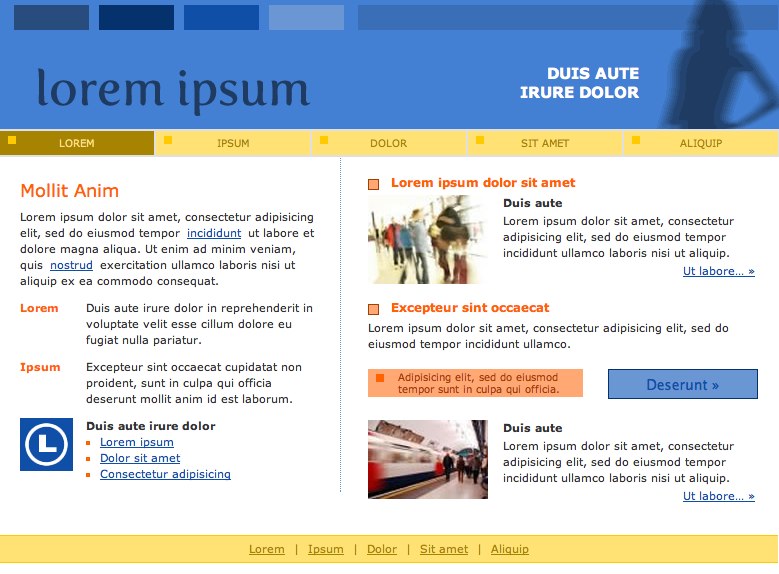 lorem ipsum
DUIS AUTE
IRURE DOLOR
LOREM
IPSUM
DOLOR
SIT AMET
ALIQUIP
Mollit Anim
Lorem ipsum dolor sit amet, consectetur adipisicing
elit, sed do eiusmod tempor incididunt ut labore et
dolore magna aliqua. Ut enim ad minim veniam,
quis nostrud exercitation ullamco laboris nisi ut
aliquip ex ea commodo consequat.
Lorem
Duis aute irure dolor in reprehenderit in
voluptate velit esse cillum dolore eu
fugiat nulla pariatur.
Ipsum
Excepteur sint occaecat cupidatat non
proident, sunt in culpa qui officia
deserunt mollit anim id est laborum.
L
Duis aute irure dolor
Lorem ipsum
Dolor sit amet
Consectetur adipisicing
Lorem ipsum dolor sit amet
Duis aute
Lorem ipsum dolor sit amet, consectetur
adipisicing elit, sed do eiusmod tempor
incididunt ut labore laboris nisi ut aliquip.
Ut labore... »
Excepteur sint occaecat
Lorem ipsum dolor sit amet, consectetur adipisicing elit, sed do
eiusmod tempor incididunt ullamco.
Adipisicing elit, sed do eiusmod
tempor sunt in culpa qui officia.
Deserunt »
Duis aute
Lorem ipsum dolor sit amet, consectetur
adipisicing elit, sed do eiusmod tempor
incididunt ut labore laboris nisi ut aliquip.
Ut labore... »
Lorem | Ipsum | Dolor | Sit amet | Aliquip